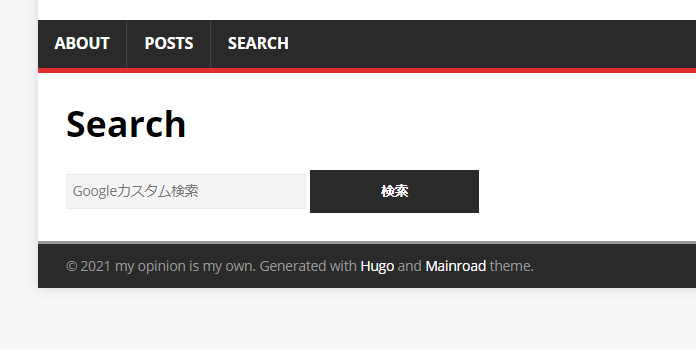 ABOUT POSTS SEARCH
Search
Googleカスタム検索 検索
© 2021 my opinion is my own. Generated with Hugo and Mainroad theme.